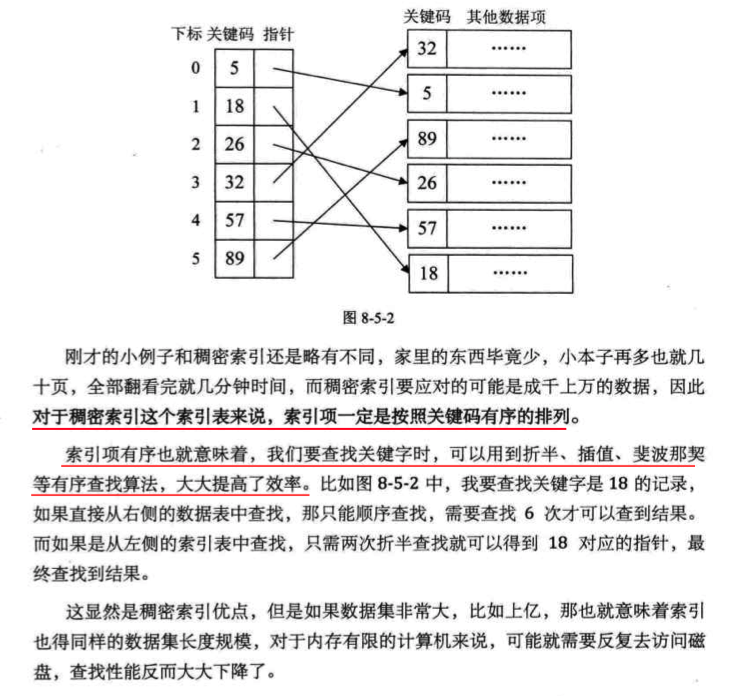 关键码 其他数据项
下标 关键码 指针
32 ……
0 5
5 ……
1 18
89 ……
2 26
26 ……
3 32
57 ……
4 57
18 ……
5 89
图 8-5-2
刚才的小例子和稠密索引还是略有不同，家里的东西毕竟少，小本子再多也就几
十页，全部翻看完就几分钟时间，而稠密索引要应对的可能是成千上万的数据，因此
对于稠密索引这个索引表来说，索引项一定是按照关键码有序的排列。
索引项有序也就意味着，我们要查找关键字时，可以用到折半、插值、斐波那契
等有序查找算法，大大提高了效率。比如图 8-5-2 中，我要查找关键字是 18 的记录，
如果直接从右侧的数据表中查找，那只能顺序查找，需要查找 6 次才可以查到结果。
而如果是从左侧的索引表中查找，只需两次折半查找就可以得到 18 对应的指针，最
终查找到结果。
这显然是稠密索引优点，但是如果数据集非常大，比如上亿，那也就意味着索引
也得同样的数据集长度规模，对于内存有限的计算机来说，可能就需要反复去访问磁
盘，查找性能反而大大下降了。